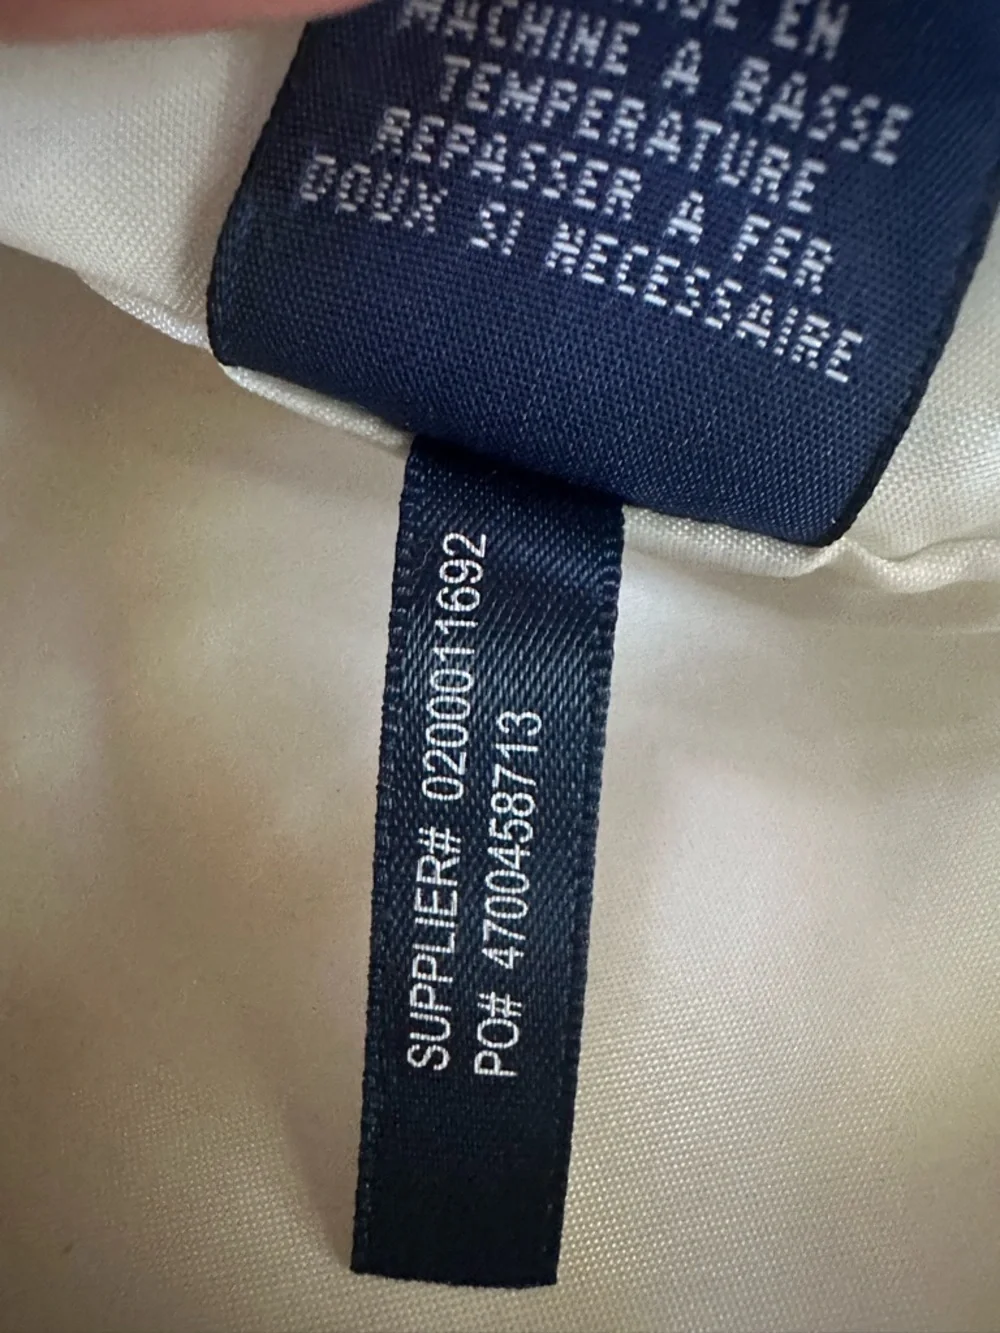 EN
MACHINE A BASSE
TEMPERATURE
REPASSER A FER
DOUX SI NECESSAIRE
SUPPLIER# 0200011692
PO# 4700458713